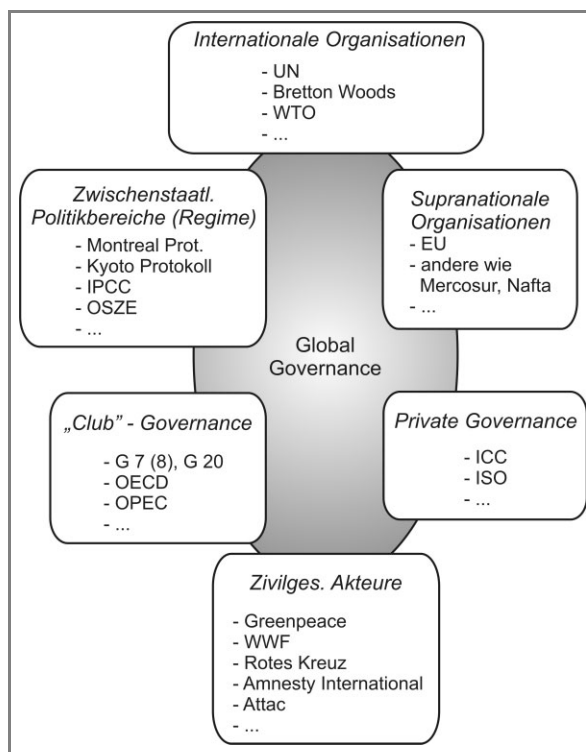 Internationale Organisationen
- UN
- Bretton Woods
- WTO
- ...
Zwischenstaatl.
Politikbereiche (Regime)
- Montreal Prot.
- Kyoto Protokoll
- IPCC
- OSZE
- ...
Supranationale
Organisationen
- EU
- andere wie
Mercosur, Nafta
- ...
Global
Governance
„Club” - Governance
- G 7 (8), G 20
- OECD
- OPEC
- ...
Private Governance
- ICC
- ISO
- ...
Zivilges. Akteure
- Greenpeace
- WWF
- Rotes Kreuz
- Amnesty International
- Attac
- ...